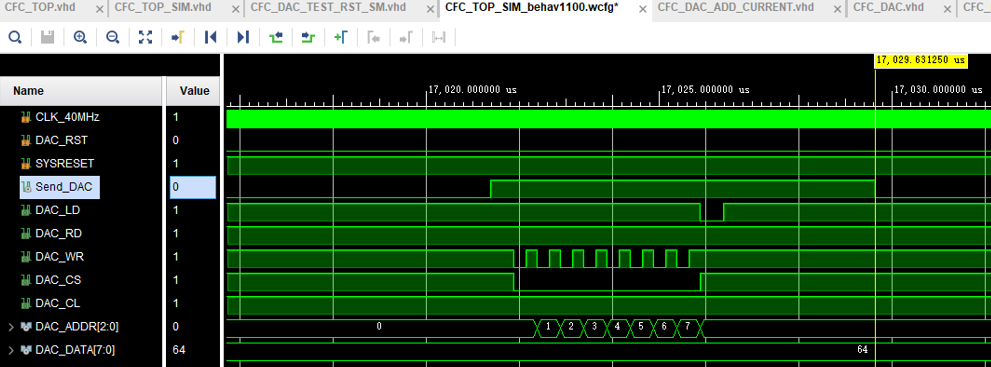 CFC_TOP.vhd × CFC_TOP_SIM.vhd × CFC_DAC_TEST_RST_SM.vhd × CFC_TOP_SIM_behav1100.wcfg* × CFC_DAC_ADD_CURRENT.vhd × CFC_DAC.vhd × CFC_
17,029.631250 us
Name Value
17,020.000000 us 17,025.000000 us 17,030.000000 us
CLK_40MHz 1
DAC_RST 0
SYSRESET 1
Send_DAC 0
DAC_LD 1
DAC_RD 1
DAC_WR 1
DAC_CS 1
DAC_CL 1
DAC_ADDR[2:0] 0 0 1 2 3 4 5 6 7
DAC_DATA[7:0] 64 64